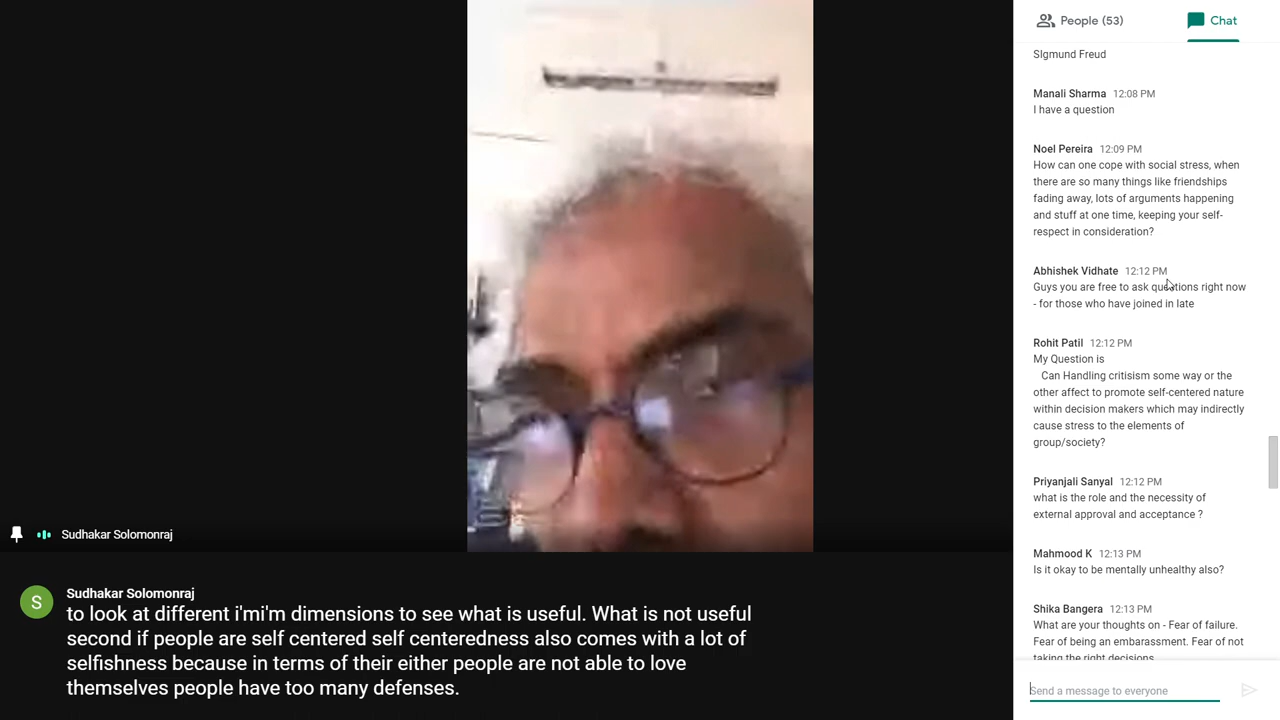 People (53)
Chat
SIgmund Freud
Manali Sharma 12:08 PM
I have a question
Noel Pereira 12:09 PM
How can one cope with social stress, when
there are so many things like friendships
fading away, lots of arguments happening
and stuff at one time, keeping your self-
respect in consideration?
Abhishek Vidhate 12:12 PM
Guys you are free to ask questions right now
- for those who have joined in late
Rohit Patil 12:12 PM
My Question is
Can Handling critisism some way or the
other affect to promote self-centered nature
within decision makers which may indirectly
cause stress to the elements of
group/society?
Priyanjali Sanyal 12:12 PM
what is the role and the necessity of
external approval and acceptance ?
Mahmood K 12:13 PM
Is it okay to be mentally unhealthy also?
Shika Bangera 12:13 PM
What are your thoughts on - Fear of failure.
Fear of being an embarassment. Fear of not
taking the right decisions
Send a message to everyone
Sudhakar Solomonraj
S
Sudhakar Solomonraj
to look at different i'mi'm dimensions to see what is useful. What is not useful
second if people are self centered self centeredness also comes with a lot of
selfishness because in terms of their either people are not able to love
themselves people have too many defenses.